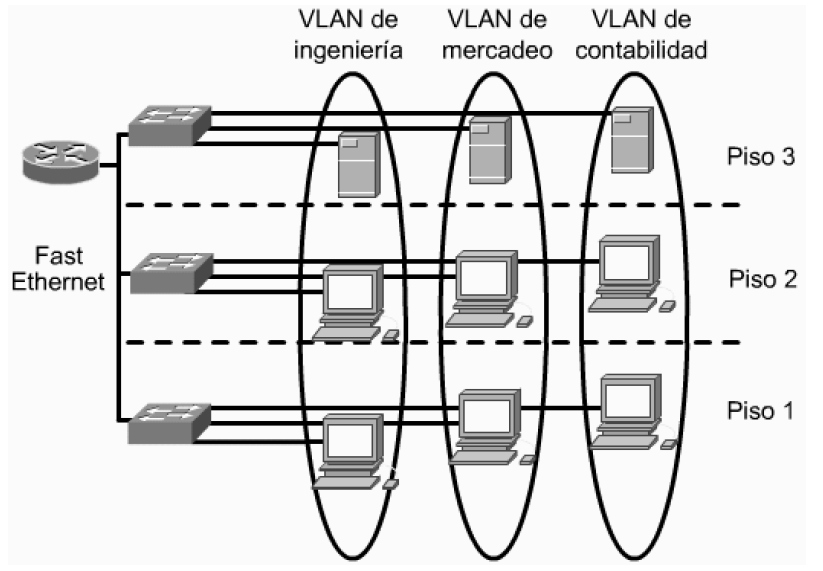 VLAN de
ingeniería
VLAN de
mercadeo
VLAN de
contabilidad
Piso 3
Fast
Ethernet
Piso 2
Piso 1